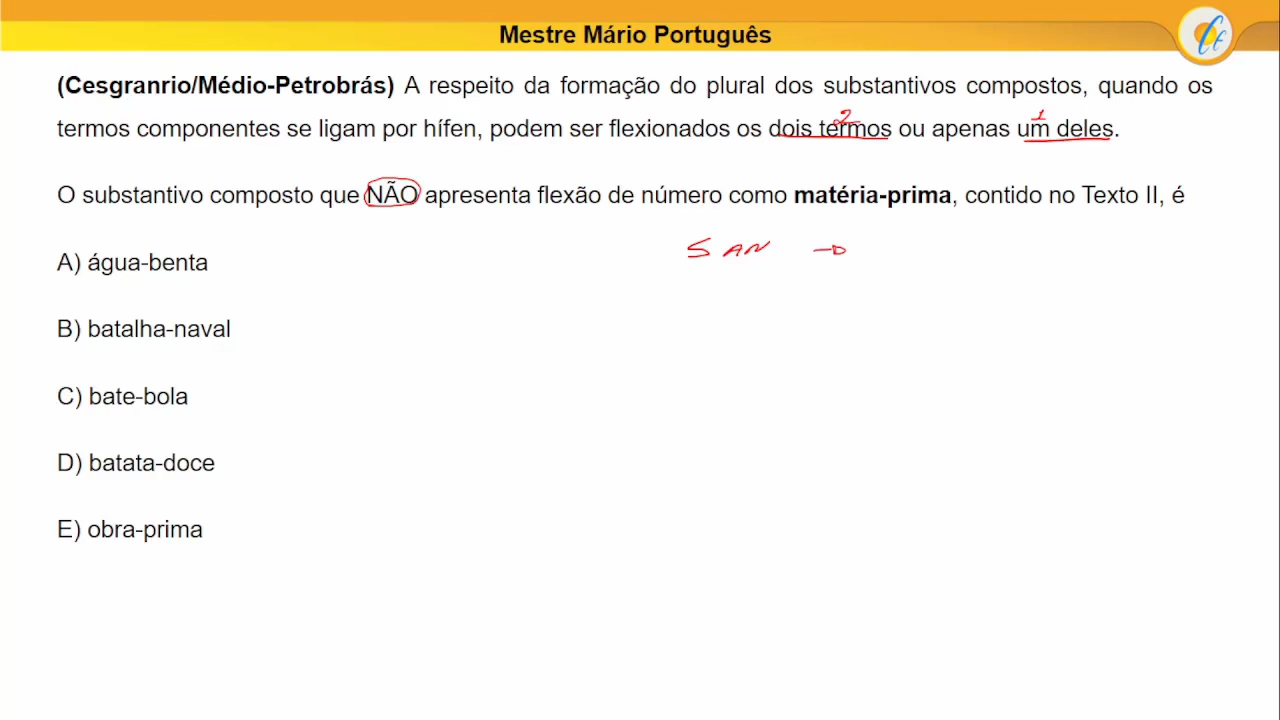 Mestre Mário Português
(Cesgranrio/Médio-Petrobrás) A respeito da formação do plural dos substantivos compostos, quando os
2 1
termos componentes se ligam por hífen, podem ser flexionados os dois termos ou apenas um deles.
O substantivo composto que NÃO apresenta flexão de número como matéria-prima, contido no Texto II, é
SAN
A) água-benta
B) batalha-naval
C) bate-bola
D) batata-doce
E) obra-prima